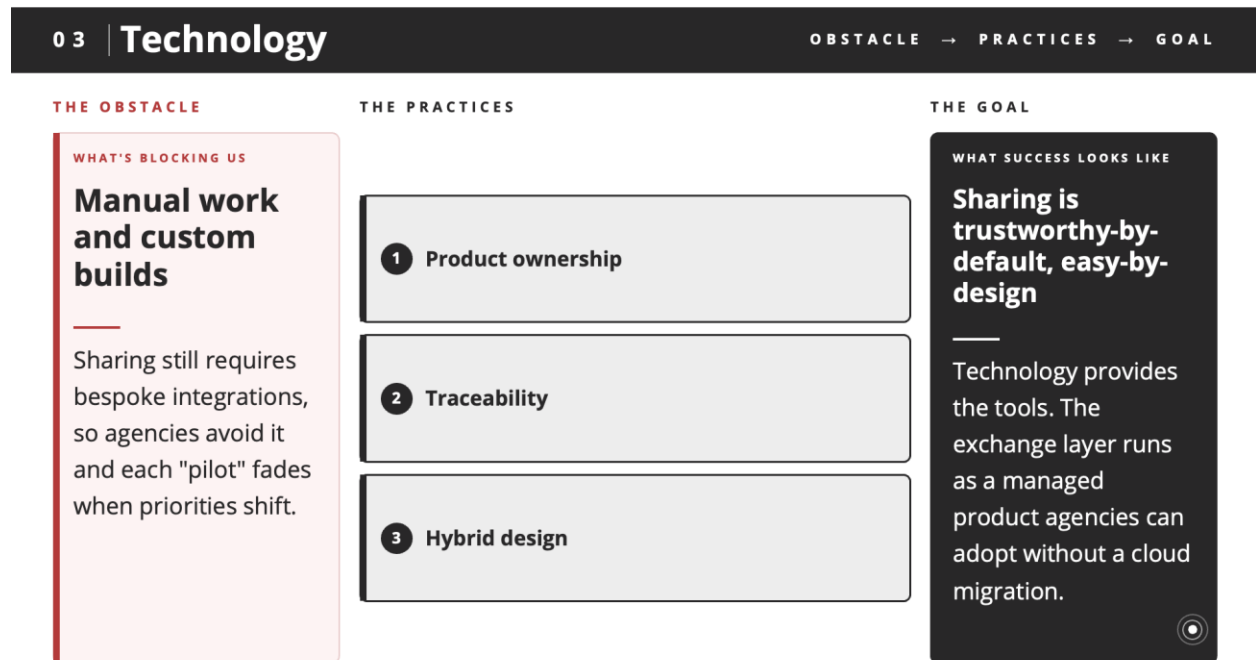 03 | Technology
OBSTACLE → PRACTICES → GOAL
THE OBSTACLE
WHAT'S BLOCKING US
Manual work
and custom
builds
Sharing still requires
bespoke integrations,
so agencies avoid it
and each "pilot" fades
when priorities shift.
THE PRACTICES
1 Product ownership
2 Traceability
3 Hybrid design
THE GOAL
WHAT SUCCESS LOOKS LIKE
Sharing is
trustworthy-by-
default, easy-by-
design
Technology provides
the tools. The
exchange layer runs
as a managed
product agencies can
adopt without a cloud
migration.